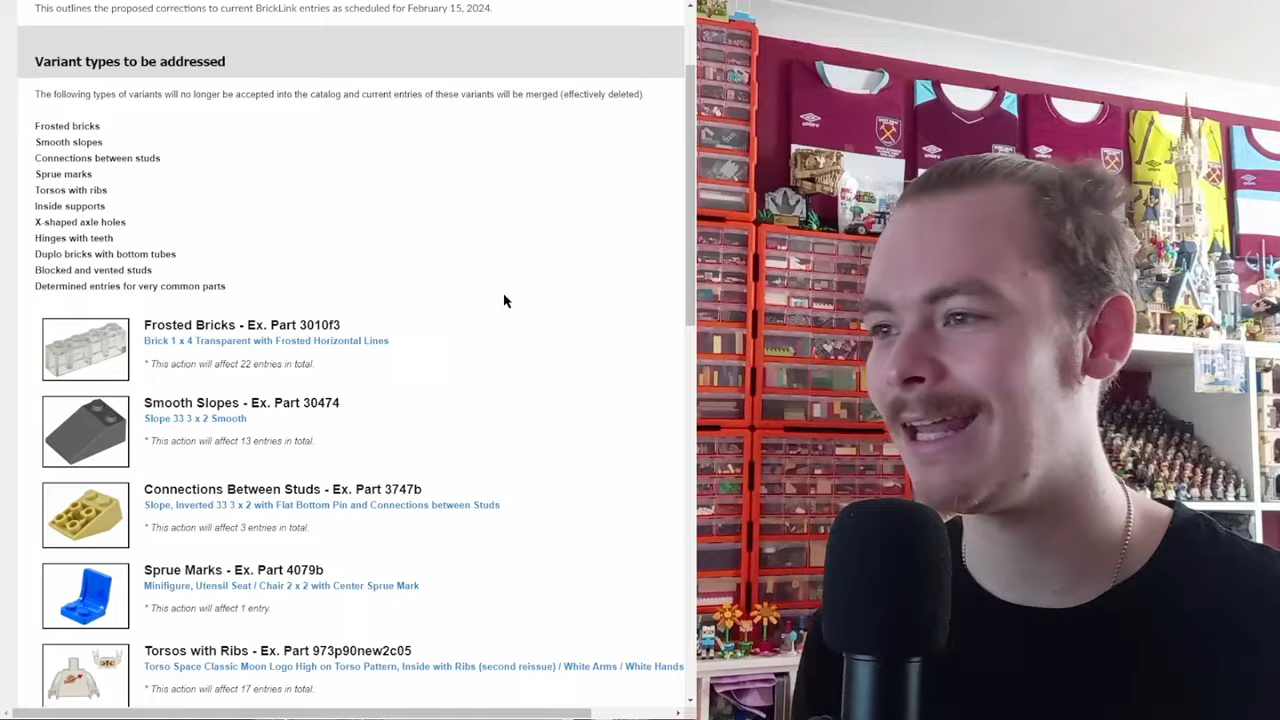 This outlines the proposed corrections to current BrickLink entries as scheduled for February 15, 2024.
Variant types to be addressed
The following types of variants will no longer be accepted into the catalog and current entries of these variants will be merged (effectively deleted).
Frosted bricks
Smooth slopes
Connections between studs
Sprue marks
Torsos with ribs
Inside supports
X-shaped axle holes
Hinges with teeth
Duplo bricks with bottom tubes
Blocked and vented studs
Determined entries for very common parts
Frosted Bricks - Ex. Part 3010f3
Brick 1 x 4 Transparent with Frosted Horizontal Lines
* This action will affect 22 entries in total.
Smooth Slopes - Ex. Part 30474
Slope 33 3 x 2 Smooth
* This action will affect 13 entries in total.
Connections Between Studs - Ex. Part 3747b
Slope, Inverted 33 3 x 2 with Flat Bottom Pin and Connections between Studs
* This action will affect 3 entries in total.
Sprue Marks - Ex. Part 4079b
Minifigure, Utensil Seat / Chair 2 x 2 with Center Sprue Mark
* This action will affect 1 entry.
Torsos with Ribs - Ex. Part 973p90new2c05
Torso Space Classic Moon Logo High on Torso Pattern, Inside with Ribs (second reissue) / White Arms / White Hands
* This action will affect 17 entries in total.
umbro
umbro
umbro